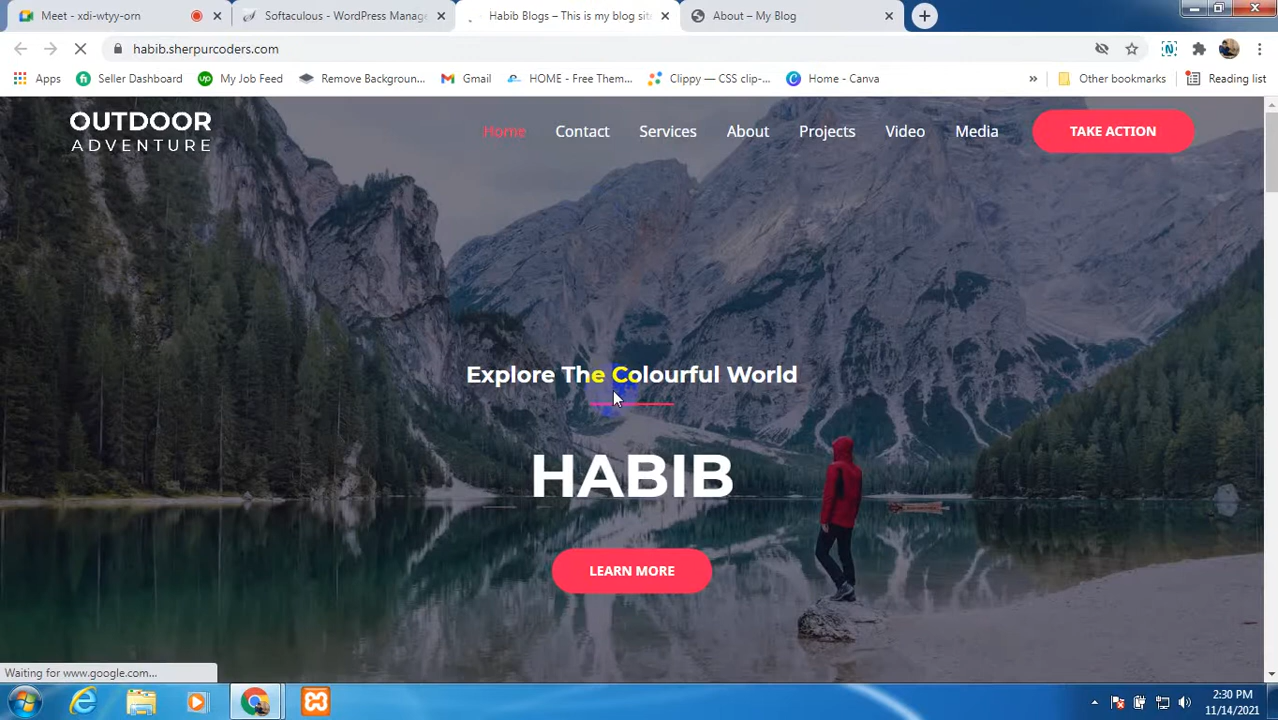 Meet - xdi-wtyy-orn
Softaculous - WordPress Manage
Habib Blogs – This is my blog site
About – My Blog
habib.sherpurcoders.com
Apps
Seller Dashboard
My Job Feed
Remove Backgroun...
Gmail
HOME - Free Them...
Clippy — CSS clip-...
Home - Canva
»
Other bookmarks
Reading list
OUTDOOR
ADVENTURE
Home
Contact
Services
About
Projects
Video
Media
TAKE ACTION
Explore The Colourful World
HABIB
LEARN MORE
Waiting for www.google.com...
2:30 PM
11/14/2021